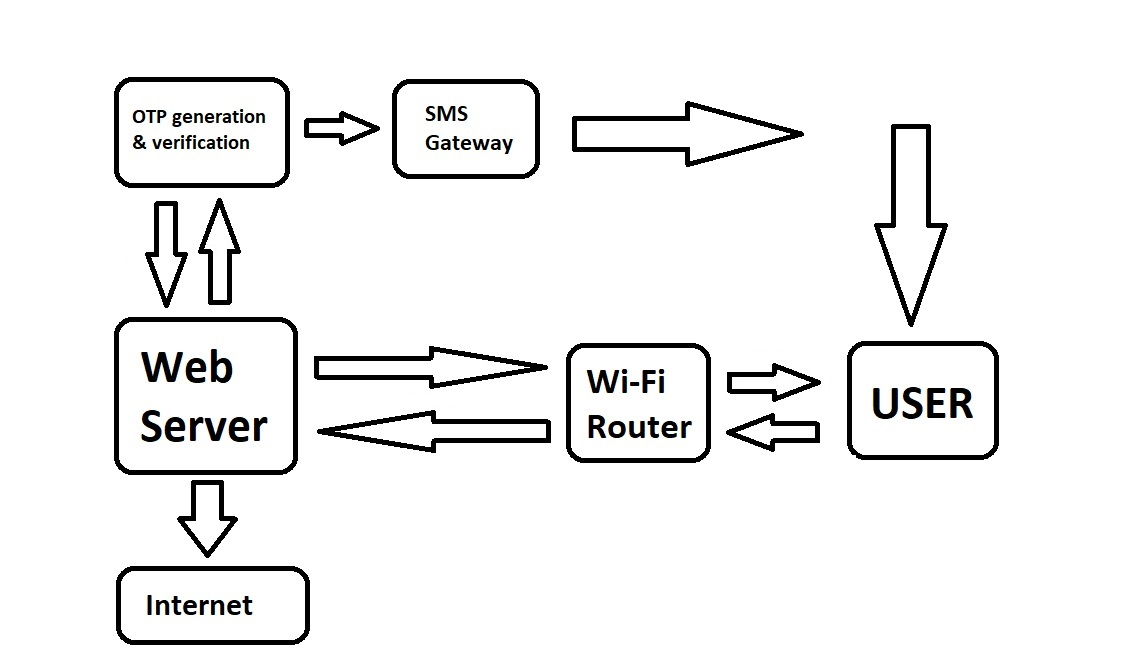 OTP generation
& verification
SMS
Gateway
Web
Server
Wi-Fi
Router
USER
Internet